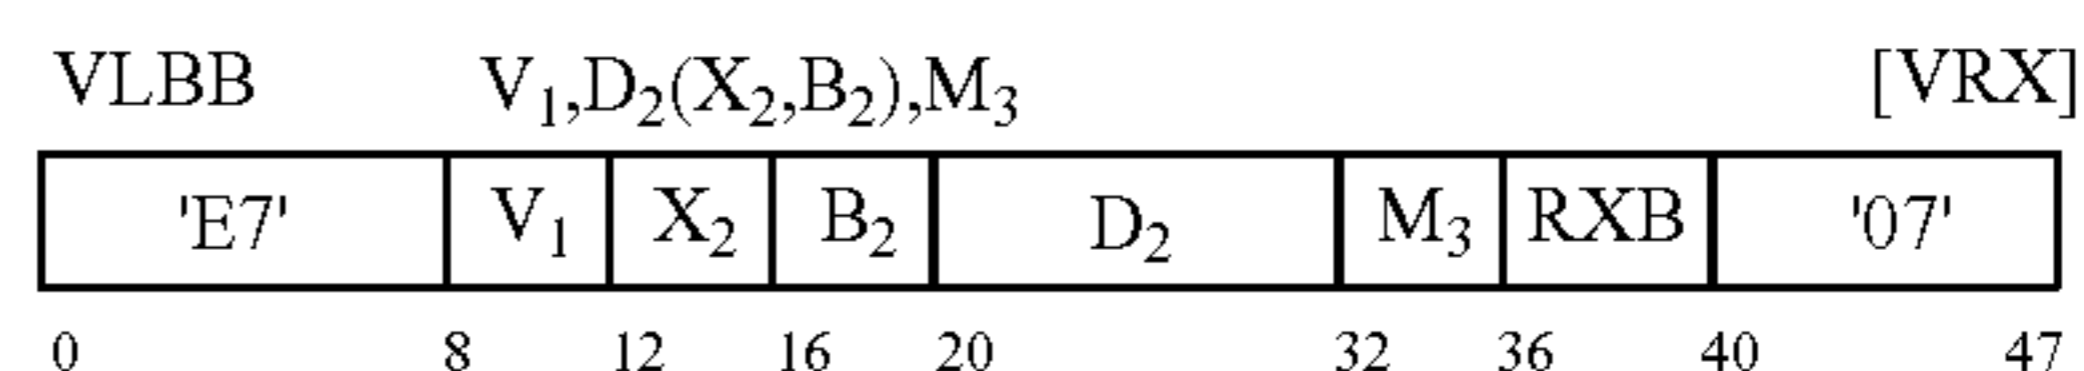 VLBB V₁,D₂(X₂,B₂),M₃ [VRX]
'E7' V₁ X₂ B₂ D₂ M₃ RXB '07'
0 8 12 16 20 32 36 40 47